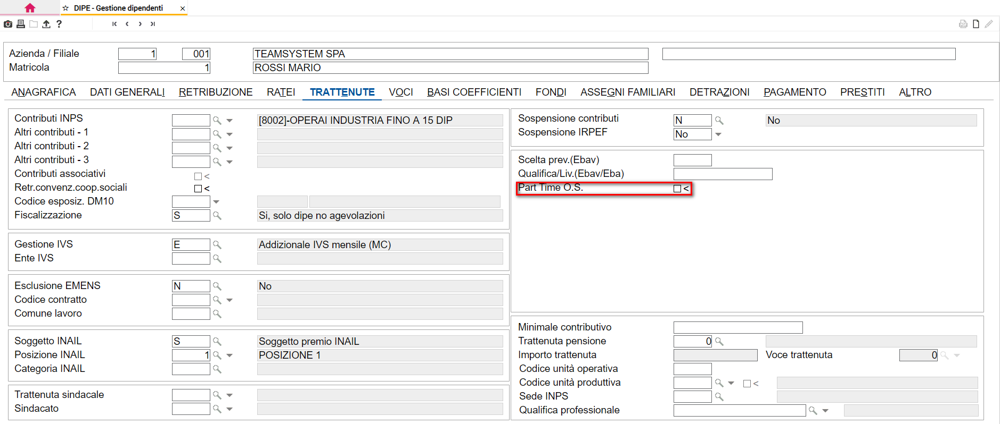 DIPE - Gestione dipendenti
Azienda / Filiale 1 001 TEAMSYSTEM SPA
Matricola 1 ROSSI MARIO
ANAGRAFICA DATI GENERALI RETRIBUZIONE RATEI TRATTENUTE VOCI BASI COEFFICIENTI FONDI ASSEGNI FAMILIARI DETRAZIONI PAGAMENTO PRESTITI ALTRO
Contributi INPS [8002]-OPERAI INDUSTRIA FINO A 15 DIP
Altri contributi - 1
Altri contributi - 2
Altri contributi - 3
Contributi associativi <
Retr.convenz.coop.sociali <
Codice esposiz. DM10
Fiscalizzazione S Si, solo dipe no agevolazioni
Gestione IVS E Addizionale IVS mensile (MC)
Ente IVS
Esclusione EMENS N No
Codice contratto
Comune lavoro
Soggetto INAIL S Soggetto premio INAIL
Posizione INAIL 1 POSIZIONE 1
Categoria INAIL
Trattenuta sindacale
Sindacato
Sospensione contributi N No
Sospensione IRPEF No
Scelta prev.(Ebav)
Qualifica/Liv.(Ebav/Eba)
Part Time O.S. <
Minimale contributivo
Trattenuta pensione 0
Importo trattenuta Voce trattenuta 0
Codice unità operativa
Codice unità produttiva <
Sede INPS
Qualifica professionale